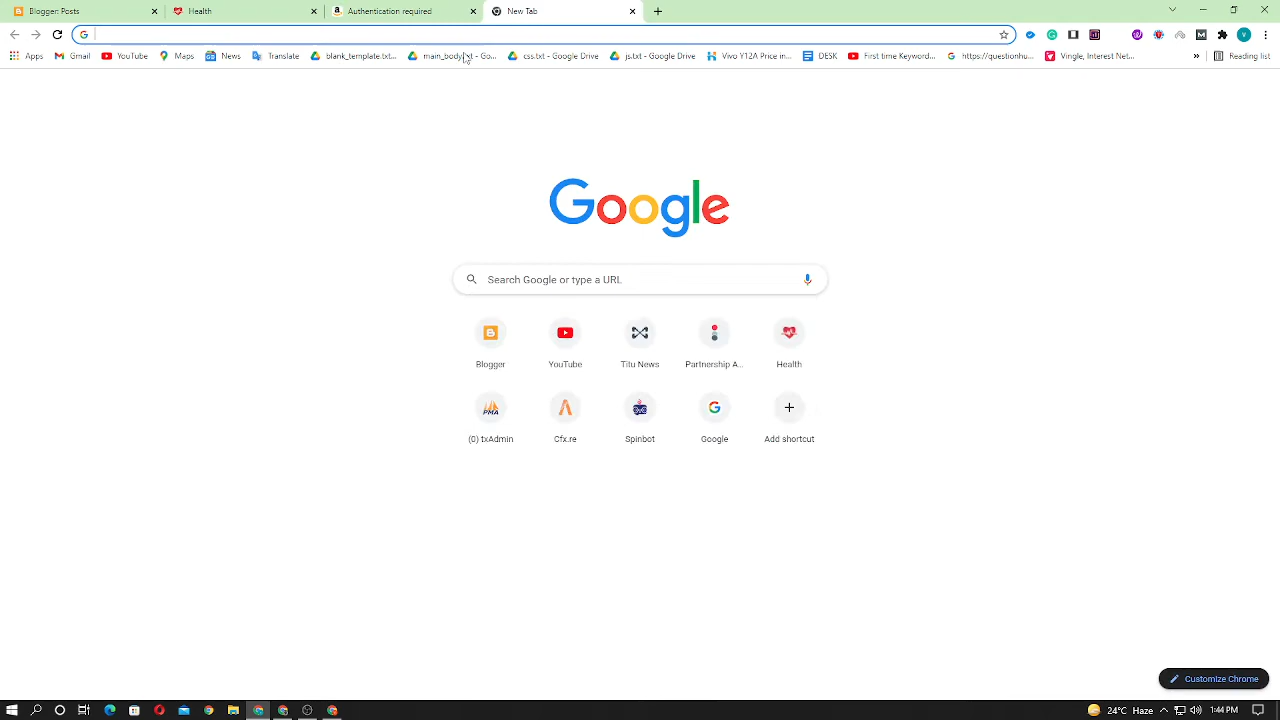 Blogger: Posts
Health
Authentication required
New Tab
Apps
Gmail
YouTube
Maps
News
Translate
blank_template.txt...
main_body.txt - Go...
css.txt - Google Drive
js.txt - Google Drive
Vivo Y12A Price in...
DESK
First time Keyword...
https://questionhu...
Vingle, Interest Net...
»
Reading list
Google
Search Google or type a URL
Blogger
YouTube
Titu News
Partnership A...
Health
(0) txAdmin
Cfx.re
Spinbot
Google
Add shortcut
Customize Chrome
24°C Haze
1:44 PM